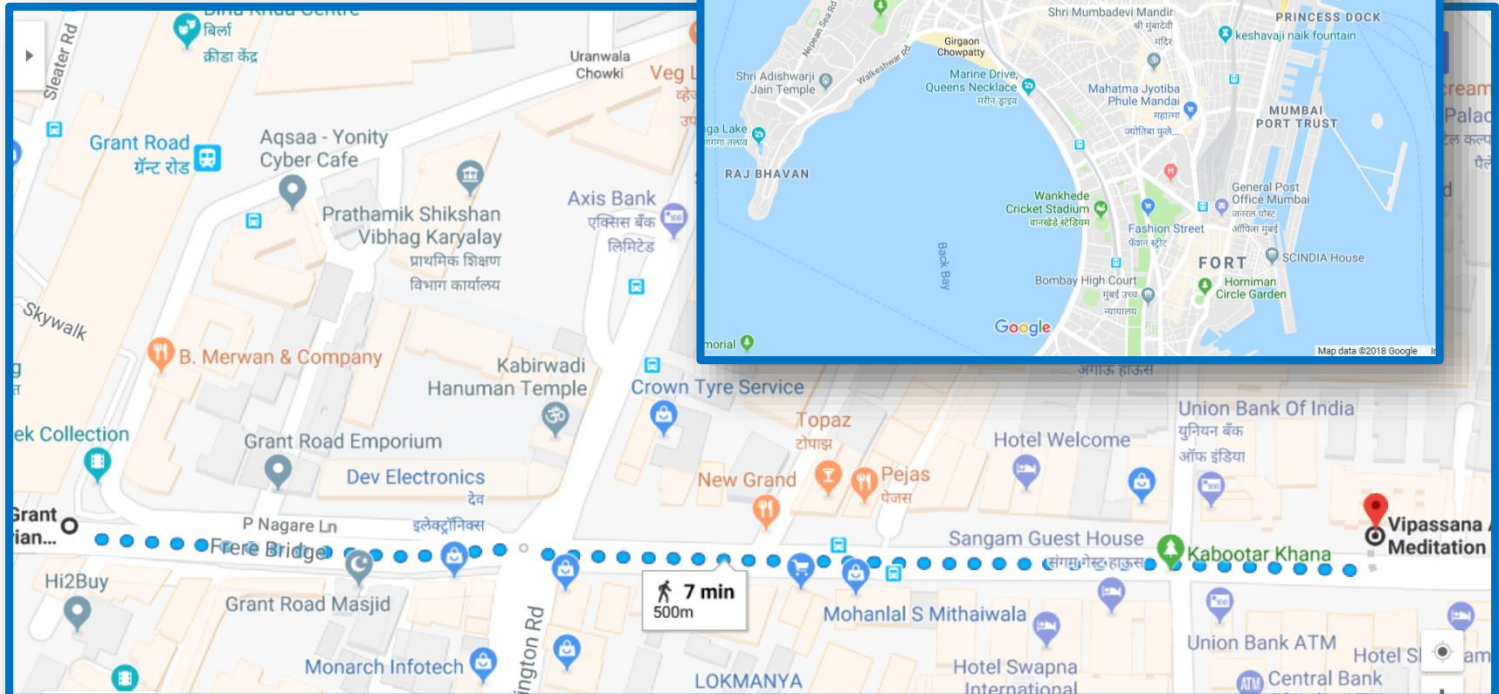 बिर्ला
क्रीडा केंद्र
Sleater Rd
Uranwala
Chowki
Grant Road
ग्रॅन्ट रोड
Aqsaa - Yonity
Cyber Cafe
Prathamik Shikshan
Vibhag Karyalay
प्राथमिक शिक्षण
विभाग कार्यालय
Axis Bank
एक्सिस बँक
लिमिटेड
Skywalk
B. Merwan & Company
Kabirwadi
Hanuman Temple
Crown Tyre Service
Grant Road Emporium
Dev Electronics
देव
इलेक्ट्रॉनिक्स
Topaz
टोपाझ
New Grand
Pejas
पेजस
Hotel Welcome
Union Bank Of India
युनियन बँक
ऑफ इंडिया
Grant
P Nagare Ln
Frere Bridge
Sangam Guest House
संगम गेस्ट हाऊस
Kabootar Khana
Vipassana
Meditation
Hi2Buy
Grant Road Masjid
7 min
500m
Mohanlal S Mithaiwala
Monarch Infotech
LOKMANYA
Hotel Swapna
International
Union Bank ATM
ATM
Central Bank
Shri Mumbadevi Mandir
श्री मुंबादेवी
मंदिर
PRINCESS DOCK
keshavaji naik fountain
Nepean Sea Rd
Walkeshwar Rd
Girgaon
Chowpatty
Shri Adishwarji
Jain Temple
Marine Drive,
Queens Necklace
मरीन ड्राइव
Mahatma Jyotiba
Phule Mandai
महात्मा
ज्योतिबा फुले...
MUMBAI
PORT TRUST
RAJ BHAVAN
Wankhede
Cricket Stadium
वानखेडे स्टेडियम
General Post
Office Mumbai
जनरल पोस्ट
ऑफिस मुंबई
Fashion Street
फॅशन स्ट्रीट
FORT
SCINDIA House
Back Bay
Bombay High Court
मुंबई उच्च
न्यायालय
Horniman
Circle Garden
Google
Map data ©2018 Google